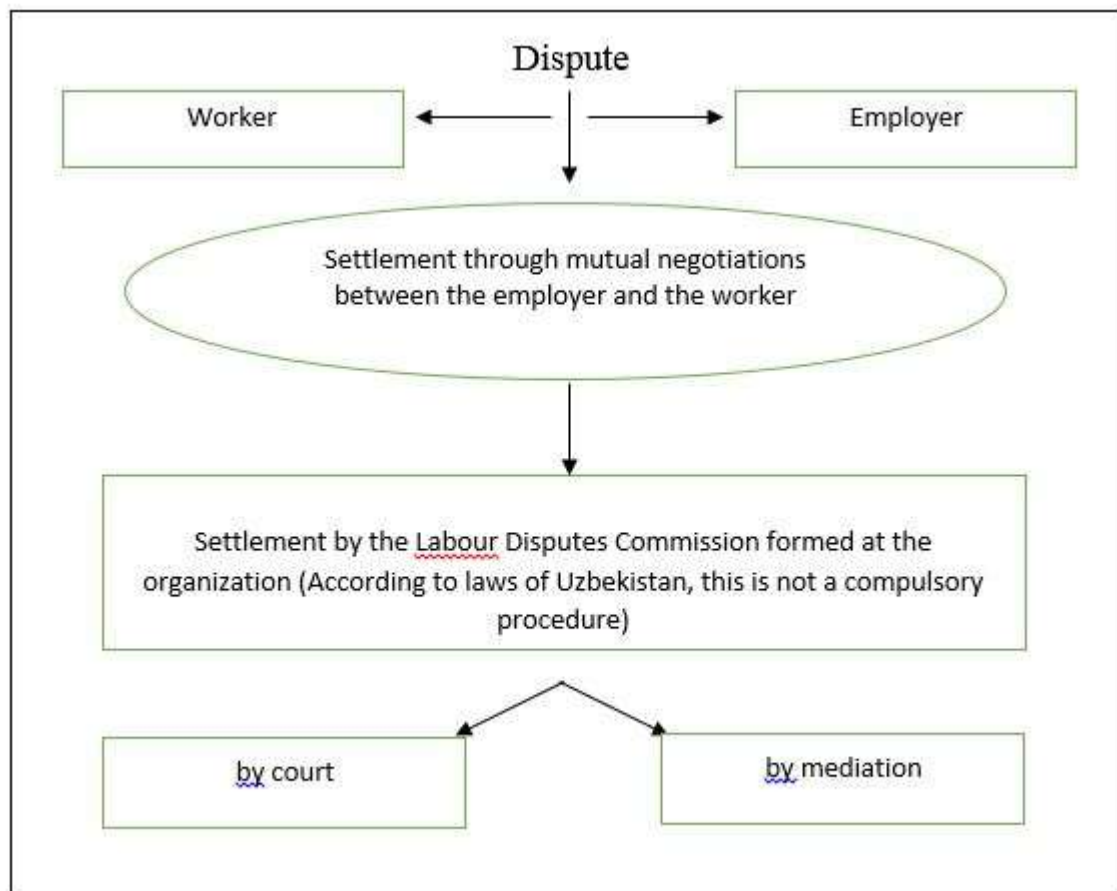 Dispute
Worker
Employer
Settlement through mutual negotiations
between the employer and the worker
Settlement by the Labour Disputes Commission formed at the
organization (According to laws of Uzbekistan, this is not a compulsory
procedure)
by court
by mediation